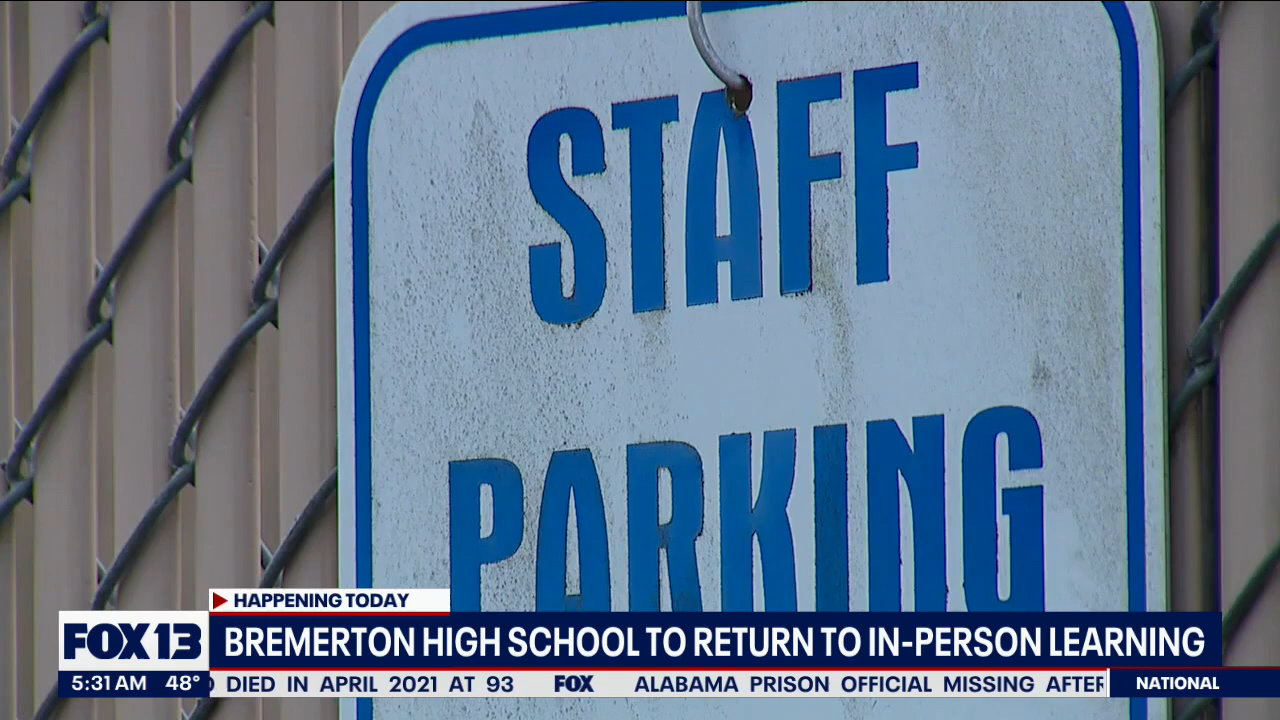 STAFF
PARKING
HAPPENING TODAY
FOX 13
BREMERTON HIGH SCHOOL TO RETURN TO IN-PERSON LEARNING
5:31 AM 48° DIED IN APRIL 2021 AT 93 FOX ALABAMA PRISON OFFICIAL MISSING AFTER NATIONAL